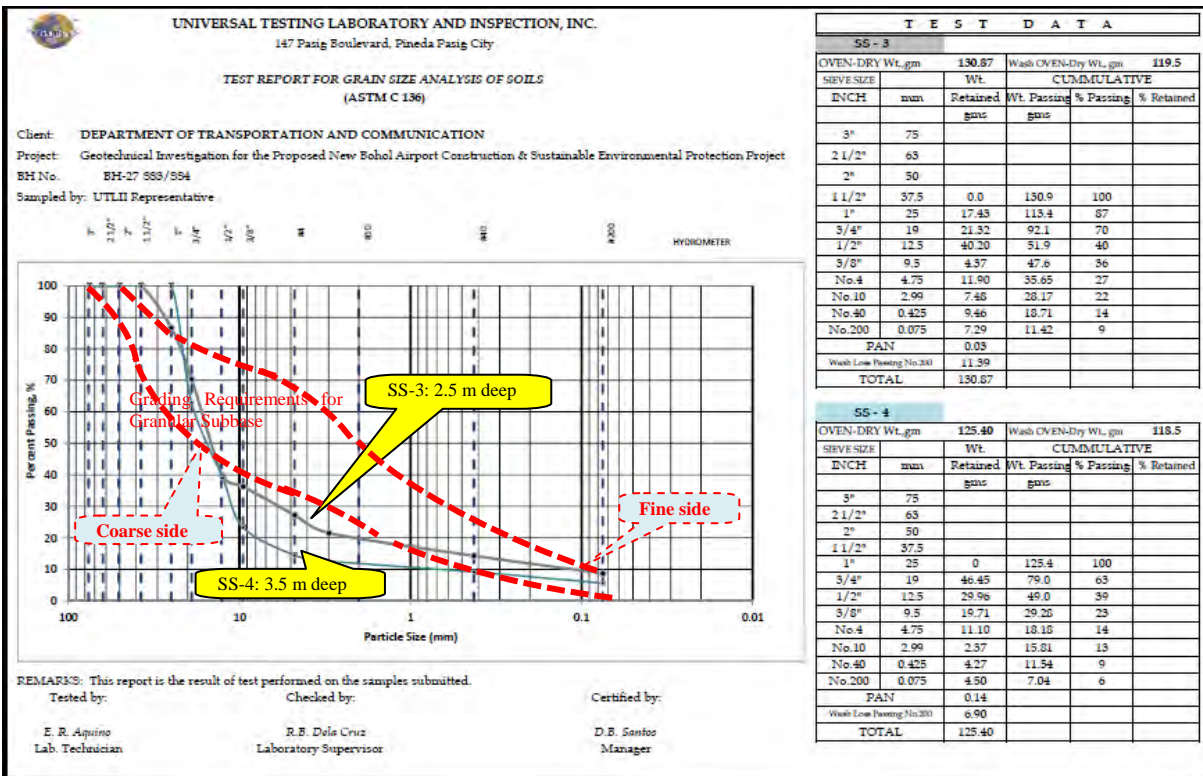 UNIVERSAL TESTING LABORATORY AND INSPECTION, INC.
147 Pasig Boulevard, Pineda Pasig City
TEST REPORT FOR GRAIN SIZE ANALYSIS OF SOILS
(ASTM C 136)
Client: DEPARTMENT OF TRANSPORTATION AND COMMUNICATION
Project: Geotechnical Investigation for the Proposed New Bohol Airport Construction & Sustainable Environmental Protection Project
BH No. BH-27 SS3/SS4
Sampled by: UTLII Representative
3" 2 1/2" 2" 1 1/2" 1" 3/4" 1/2" 3/8" #4 #10 #40 #200 HYDROMETER
100
90
80
70
60
50
40
30
20
10
0
Percent Passing, %
Grading Requirements for
Granular Subbase
SS-3: 2.5 m deep
Coarse side
Fine side
SS-4: 3.5 m deep
100 10 1 0.1 0.01
Particle Size (mm)
REMARKS: This report is the result of test performed on the samples submitted.
Tested by: Checked by: Certified by:
E. R. Aquino R.B. Dela Cruz D.B. Santos
Lab. Technician Laboratory Supervisor Manager
TEST DATA
SS - 3
OVEN-DRY Wt.,gm 130.87 Wash OVEN-Dry Wt., gm 119.5
SIEVE SIZE Wt. CUMMULATIVE
INCH mm Retained Wt. Passing % Passing % Retained
gms gms
3" 75
2 1/2" 63
2" 50
1 1/2" 37.5 0.0 130.9 100
1" 25 17.43 113.4 87
3/4" 19 21.32 92.1 70
1/2" 12.5 40.20 51.9 40
3/8" 9.5 4.37 47.6 36
No.4 4.75 11.90 35.65 27
No.10 2.99 7.48 28.17 22
No.40 0.425 9.46 18.71 14
No.200 0.075 7.29 11.42 9
PAN 0.03
Wash Loss Passing No.200 11.39
TOTAL 130.87
SS - 4
OVEN-DRY Wt.,gm 125.40 Wash OVEN-Dry Wt., gm 118.5
SIEVE SIZE Wt. CUMMULATIVE
INCH mm Retained Wt. Passing % Passing % Retained
gms gms
3" 75
2 1/2" 63
2" 50
1 1/2" 37.5
1" 25 0 125.4 100
3/4" 19 46.45 79.0 63
1/2" 12.5 29.96 49.0 39
3/8" 9.5 19.71 29.28 23
No.4 4.75 11.10 18.18 14
No.10 2.99 2.37 15.81 13
No.40 0.425 4.27 11.54 9
No.200 0.075 4.50 7.04 6
PAN 0.14
Wash Loss Passing No.200 6.90
TOTAL 125.40